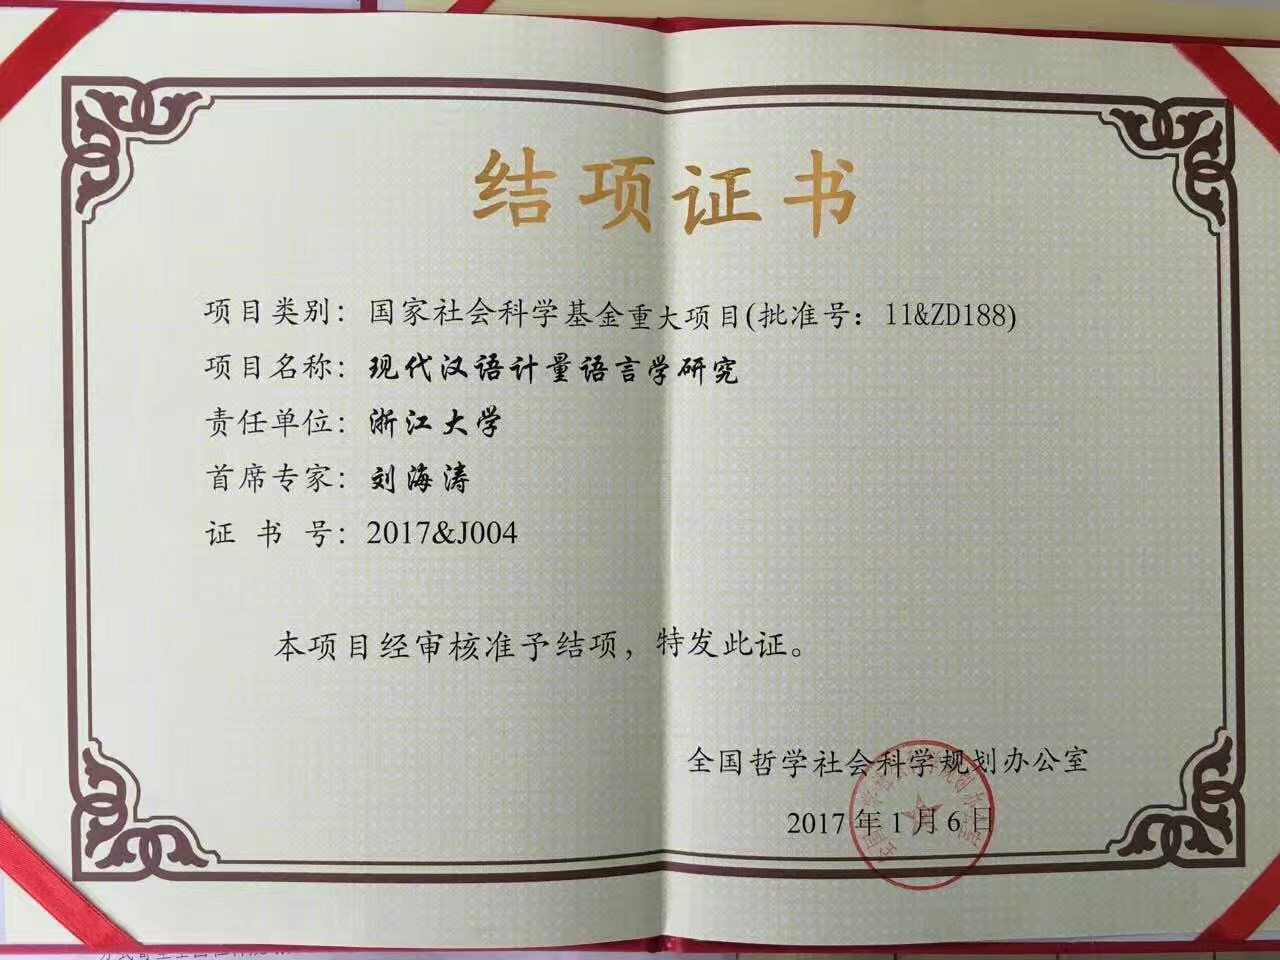 结项证书
项目类别：国家社会科学基金重大项目(批准号：11&ZD188)
项目名称：现代汉语计量语言学研究
责任单位：浙江大学
首席专家：刘海涛
证 书 号：2017&J004
本项目经审核准予结项，特发此证。
全国哲学社会科学规划办公室
2017年1月6日